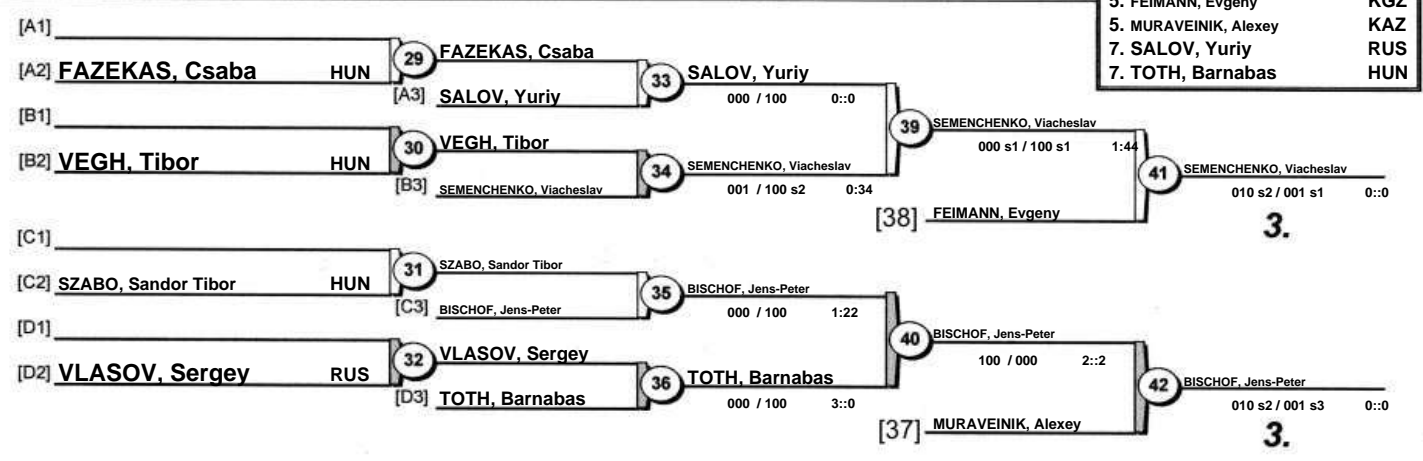 5. FEIMANN, Evgeny KGZ
5. MURAVEINIK, Alexey KAZ
7. SALOV, Yuriy RUS
7. TOTH, Barnabas HUN
[A1]
[A2] FAZEKAS, Csaba HUN
29
FAZEKAS, Csaba
[A3] SALOV, Yuriy
33
SALOV, Yuriy
000 / 100 0::0
[B1]
[B2] VEGH, Tibor HUN
30
VEGH, Tibor
[B3] SEMENCHENKO, Viacheslav
34
SEMENCHENKO, Viacheslav
001 / 100 s2 0:34
39
SEMENCHENKO, Viacheslav
000 s1 / 100 s1 1:44
[38] FEIMANN, Evgeny
41
SEMENCHENKO, Viacheslav
010 s2 / 001 s1 0::0
3.
[C1]
[C2] SZABO, Sandor Tibor HUN
31
SZABO, Sandor Tibor
[C3] BISCHOF, Jens-Peter
35
BISCHOF, Jens-Peter
000 / 100 1:22
[D1]
[D2] VLASOV, Sergey RUS
32
VLASOV, Sergey
[D3] TOTH, Barnabas
36
TOTH, Barnabas
000 / 100 3::0
40
BISCHOF, Jens-Peter
100 / 000 2::2
[37] MURAVEINIK, Alexey
42
BISCHOF, Jens-Peter
010 s2 / 001 s3 0::0
3.